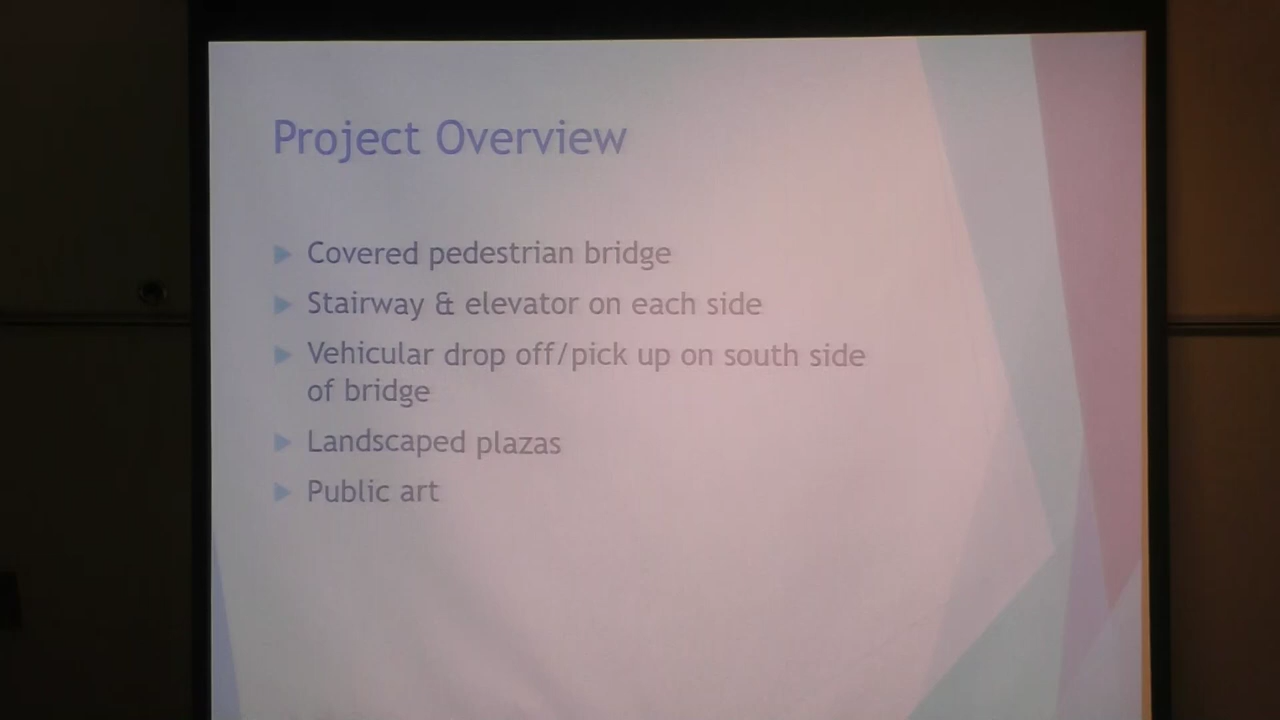 Project Overview
Covered pedestrian bridge
Stairway & elevator on each side
Vehicular drop off/pick up on south side
of bridge
Landscaped plazas
Public art